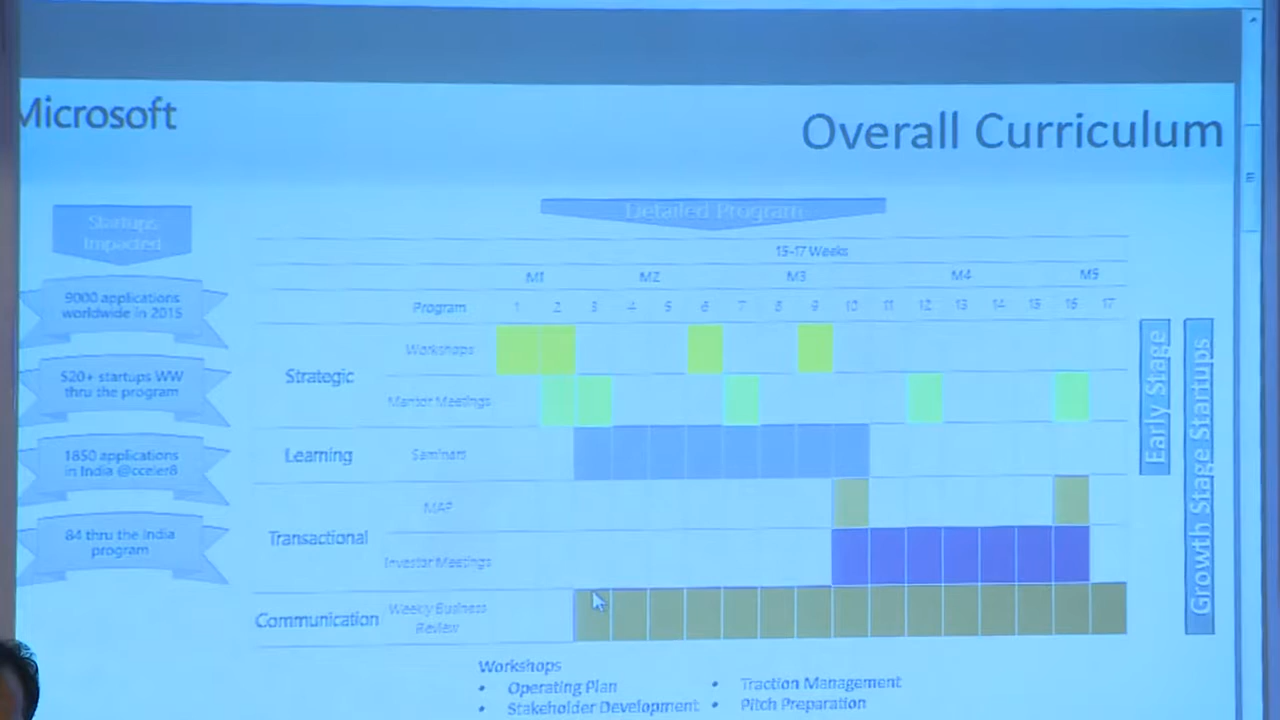 Microsoft
Overall Curriculum
Startups
Impacted
9000 applications
worldwide in 2015
520+ startups WW
thru the program
1850 applications
in India @cceler8
84 thru the India
program
Detailed Program
15-17 Weeks
M1 M2 M3 M4 M5
Program 1 2 3 4 5 6 7 8 9 10 11 12 13 14 15 16 17
Strategic
Workshops
Mentor Meetings
Learning
Seminars
Transactional
MAP
Investor Meetings
Communication
Weekly Business
Review
Early Stage
Growth Stage Startups
Workshops
• Operating Plan
• Stakeholder Development
• Traction Management
• Pitch Preparation